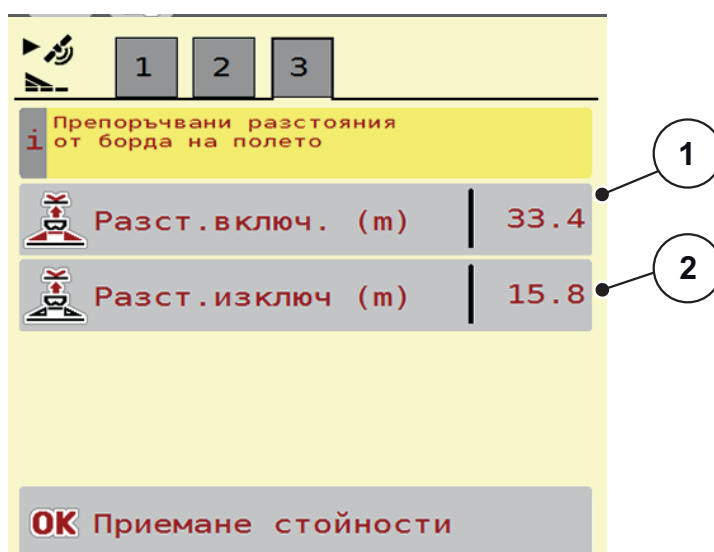 1 2 3
i Препоръчвани разстояния
от борда на полето
Разст.включ. (m) 33.4
1
Разст.изключ (m) 15.8
2
OK Приемане стойности